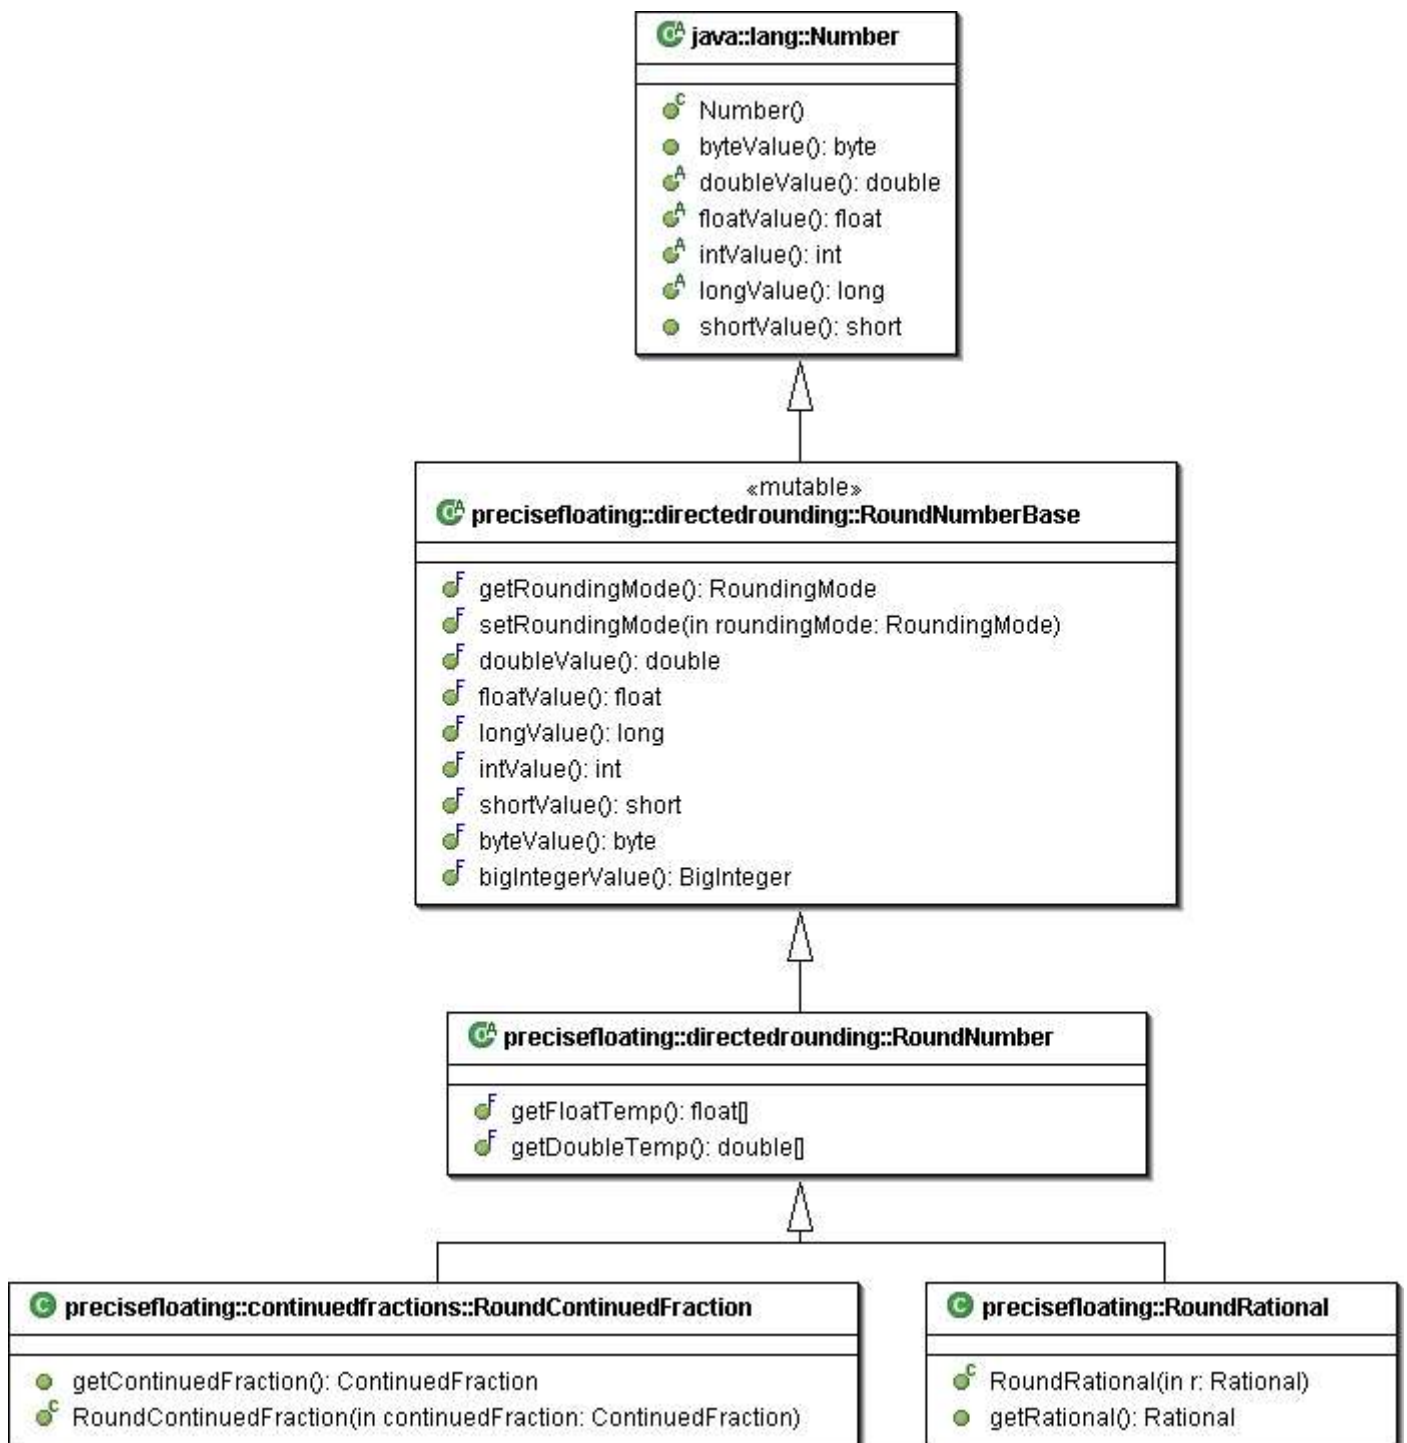 java::lang::Number
Number()
byteValue(): byte
doubleValue(): double
floatValue(): float
intValue(): int
longValue(): long
shortValue(): short
«mutable»
precisefloating::directedrounding::RoundNumberBase
getRoundingMode(): RoundingMode
setRoundingMode(in roundingMode: RoundingMode)
doubleValue(): double
floatValue(): float
longValue(): long
intValue(): int
shortValue(): short
byteValue(): byte
bigIntegerValue(): BigInteger
precisefloating::directedrounding::RoundNumber
getFloatTemp(): float[]
getDoubleTemp(): double[]
precisefloating::continuedfractions::RoundContinuedFraction
getContinuedFraction(): ContinuedFraction
RoundContinuedFraction(in continuedFraction: ContinuedFraction)
precisefloating::RoundRational
RoundRational(in r: Rational)
getRational(): Rational